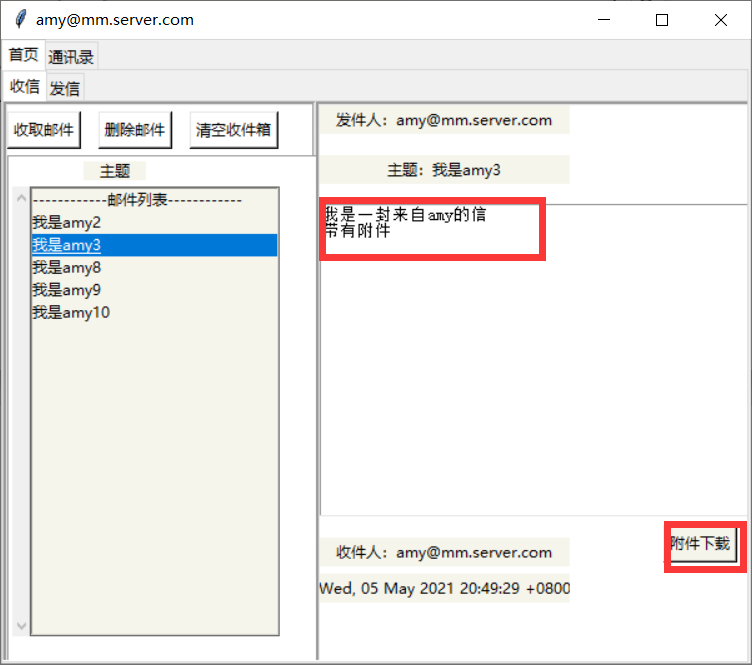 amy@mm.server.com
首页 通讯录
收信 发信
收取邮件 删除邮件 清空收件箱
主题
------------邮件列表------------
我是amy2
我是amy3
我是amy8
我是amy9
我是amy10
发件人：amy@mm.server.com
主题：我是amy3
我是一封来自amy的信
带有附件
附件下载
收件人：amy@mm.server.com
Wed, 05 May 2021 20:49:29 +0800